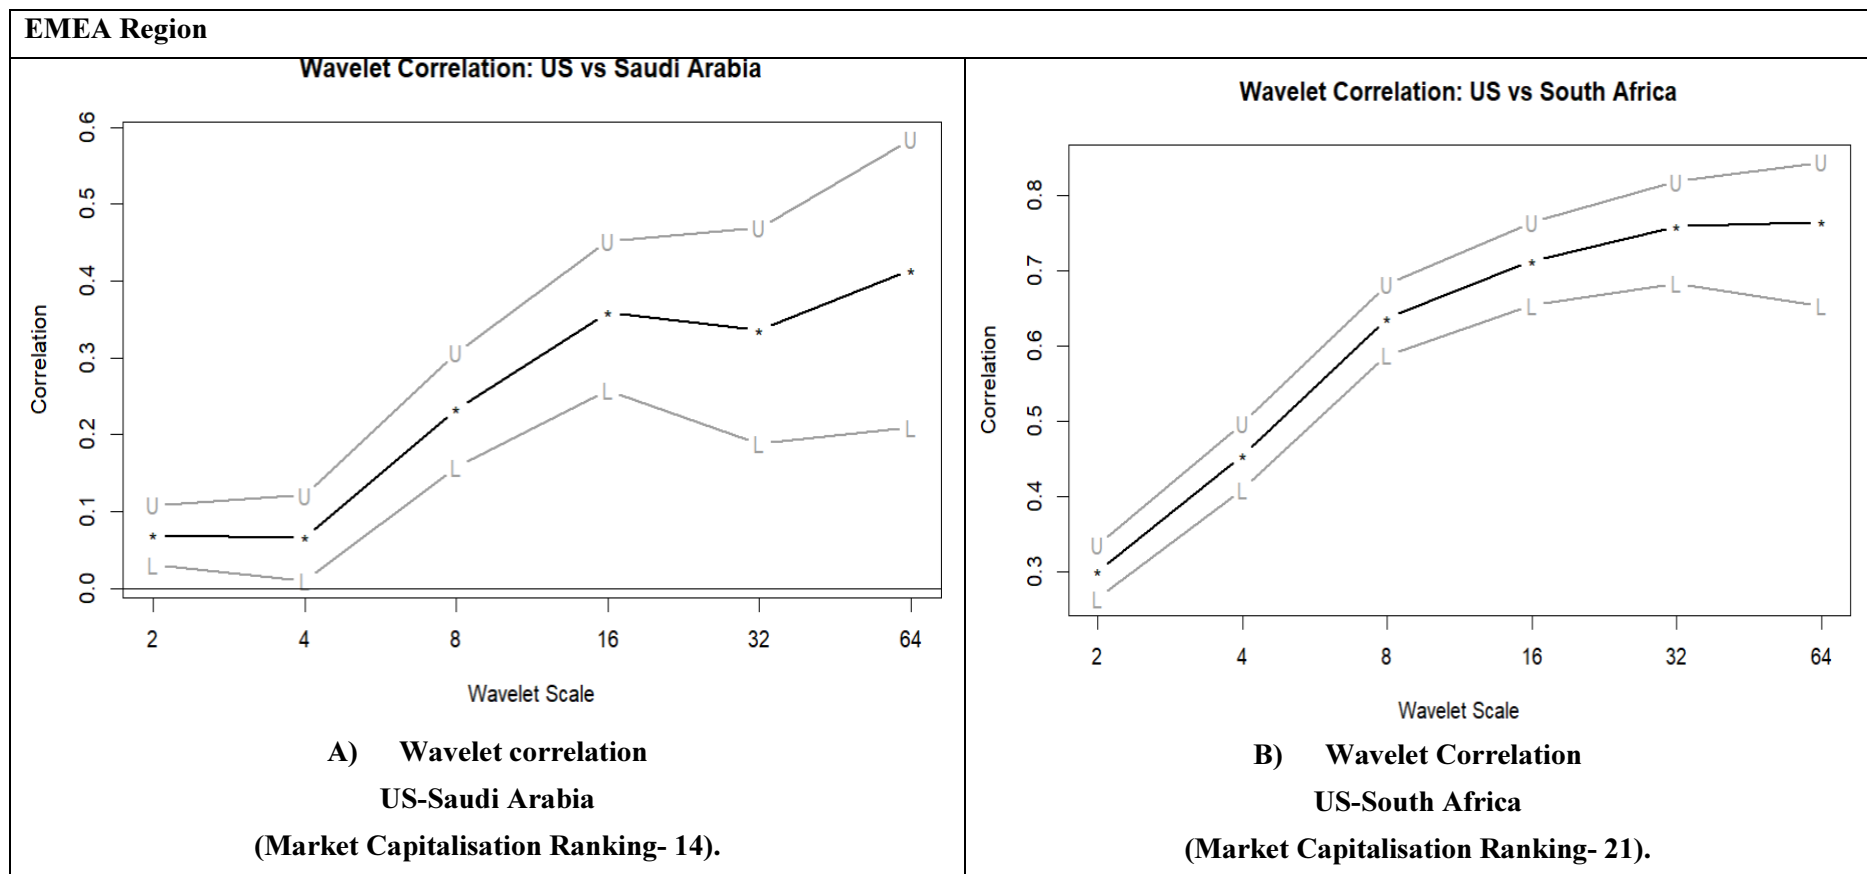 EMEA Region
Wavelet Correlation: US vs Saudi Arabia
0.6
0.5
0.4
0.3
0.2
0.1
0.0
Correlation
U U U U U U
* * * * * *
L L L L L L
2 4 8 16 32 64
Wavelet Scale
A) Wavelet correlation
US-Saudi Arabia
(Market Capitalisation Ranking- 14).
Wavelet Correlation: US vs South Africa
0.8
0.7
0.6
0.5
0.4
0.3
Correlation
U U U U U U
* * * * * *
L L L L L L
2 4 8 16 32 64
Wavelet Scale
B) Wavelet Correlation
US-South Africa
(Market Capitalisation Ranking- 21).